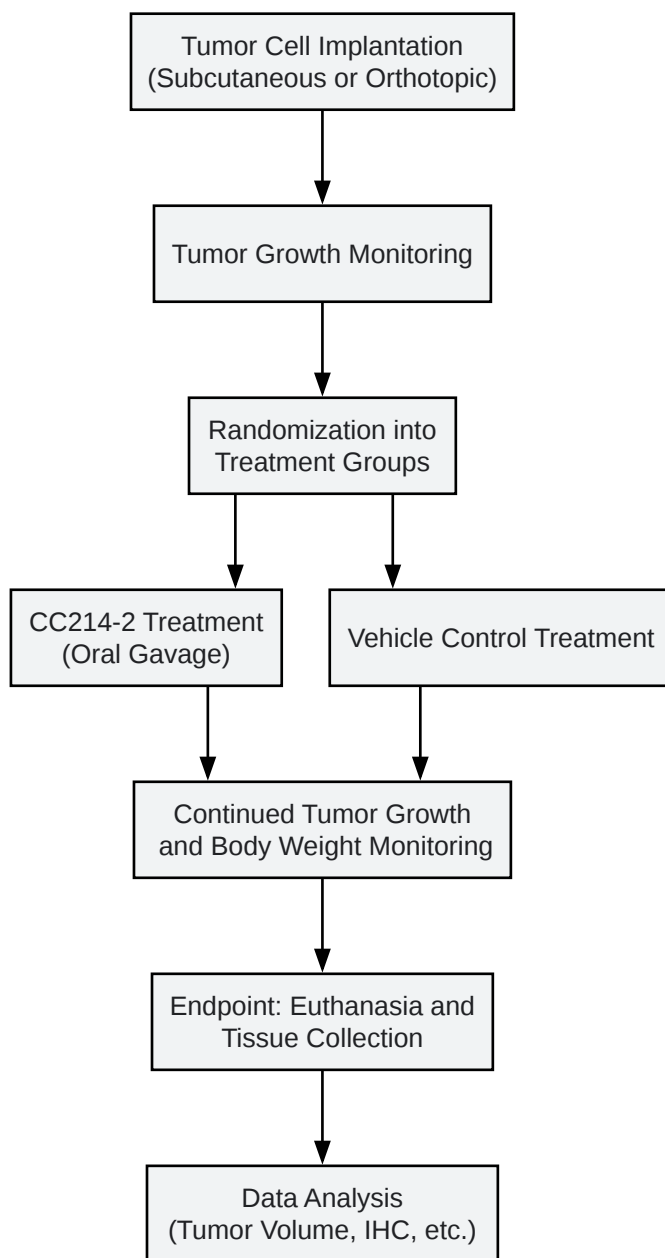 Tumor Cell Implantation
(Subcutaneous or Orthotopic)
Tumor Growth Monitoring
Randomization into
Treatment Groups
CC214-2 Treatment
(Oral Gavage)
Vehicle Control Treatment
Continued Tumor Growth
and Body Weight Monitoring
Endpoint: Euthanasia and
Tissue Collection
Data Analysis
(Tumor Volume, IHC, etc.)